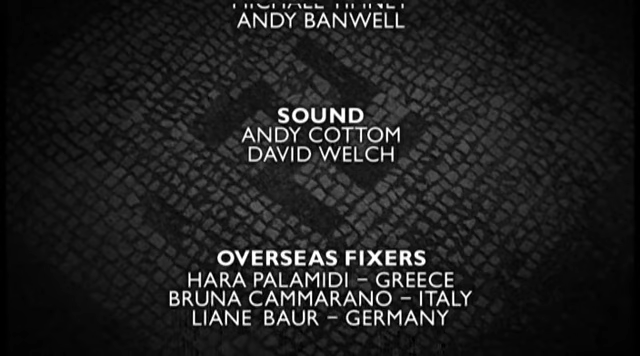 ANDY BANWELL
SOUND
ANDY COTTOM
DAVID WELCH
OVERSEAS FIXERS
HARA PALAMIDI – GREECE
BRUNA CAMMARANO – ITALY
LIANE BAUR – GERMANY